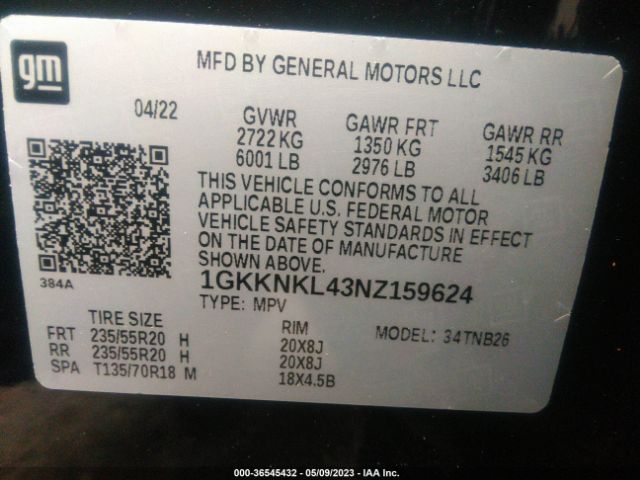 gm
MFD BY GENERAL MOTORS LLC
04/22
GVWR GAWR FRT GAWR RR
2722 KG 1350 KG 1545 KG
6001 LB 2976 LB 3406 LB
THIS VEHICLE CONFORMS TO ALL
APPLICABLE U.S. FEDERAL MOTOR
VEHICLE SAFETY STANDARDS IN EFFECT
ON THE DATE OF MANUFACTURE
SHOWN ABOVE.
384A
1GKKNKL43NZ159624
TYPE: MPV
TIRE SIZE RIM MODEL: 34TNB26
FRT 235/55R20 H 20X8J
RR 235/55R20 H 20X8J
SPA T135/70R18 M 18X4.5B
000-36545432 - 05/09/2023 - IAA Inc.